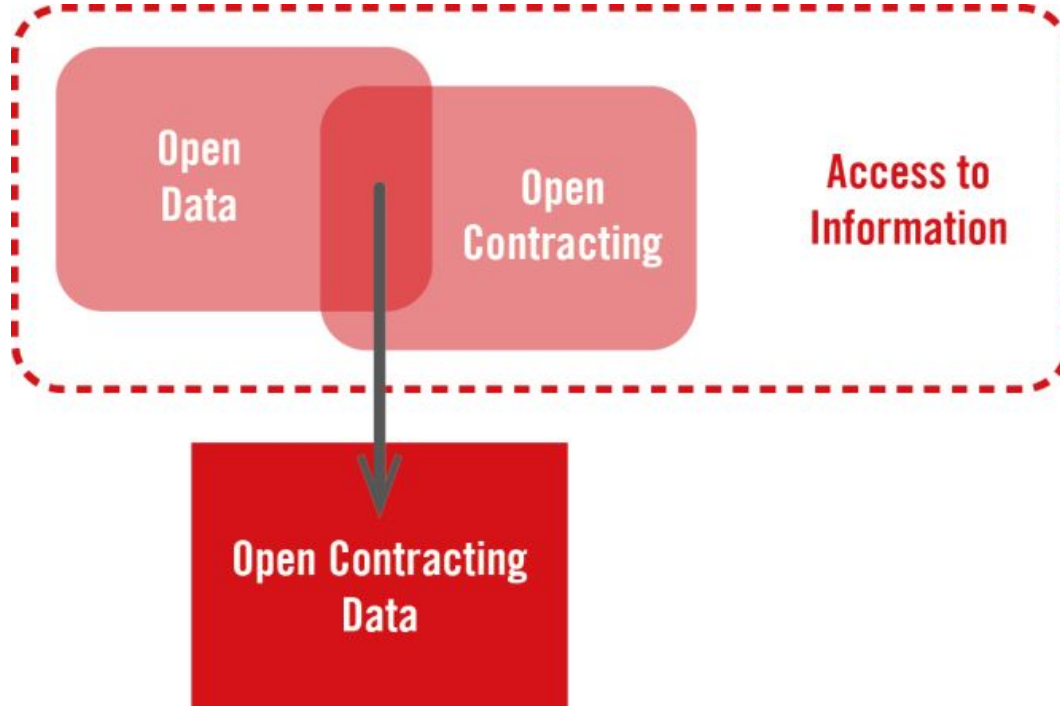 Open
Data
Open
Contracting
Access to
Information
Open Contracting
Data